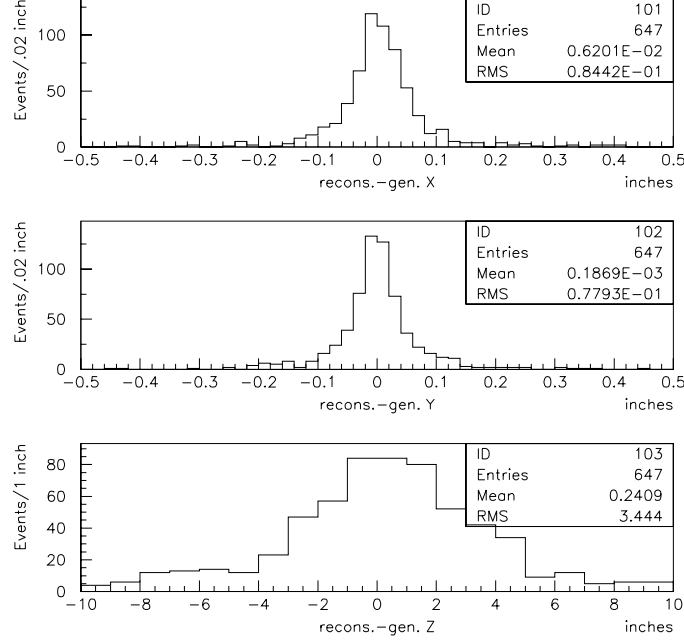 Events/.02 inch
100
50
0
ID 101
Entries 647
Mean 0.6201E-02
RMS 0.8442E-01
-0.5 -0.4 -0.3 -0.2 -0.1 0 0.1 0.2 0.3 0.4 0.5
recons.-gen. X inches
Events/.02 inch
100
50
0
ID 102
Entries 647
Mean 0.1869E-03
RMS 0.7793E-01
-0.5 -0.4 -0.3 -0.2 -0.1 0 0.1 0.2 0.3 0.4 0.5
recons.-gen. Y inches
Events/1 inch
80
60
40
20
0
ID 103
Entries 647
Mean 0.2409
RMS 3.444
-10 -8 -6 -4 -2 0 2 4 6 8 10
recons.-gen. Z inches